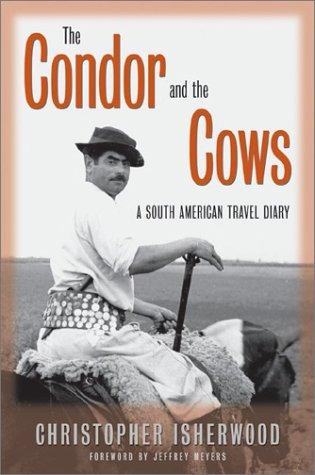 The
Condor and the
Cows
A SOUTH AMERICAN TRAVEL DIARY
CHRISTOPHER ISHERWOOD
FOREWORD BY JEFFREY MEYERS